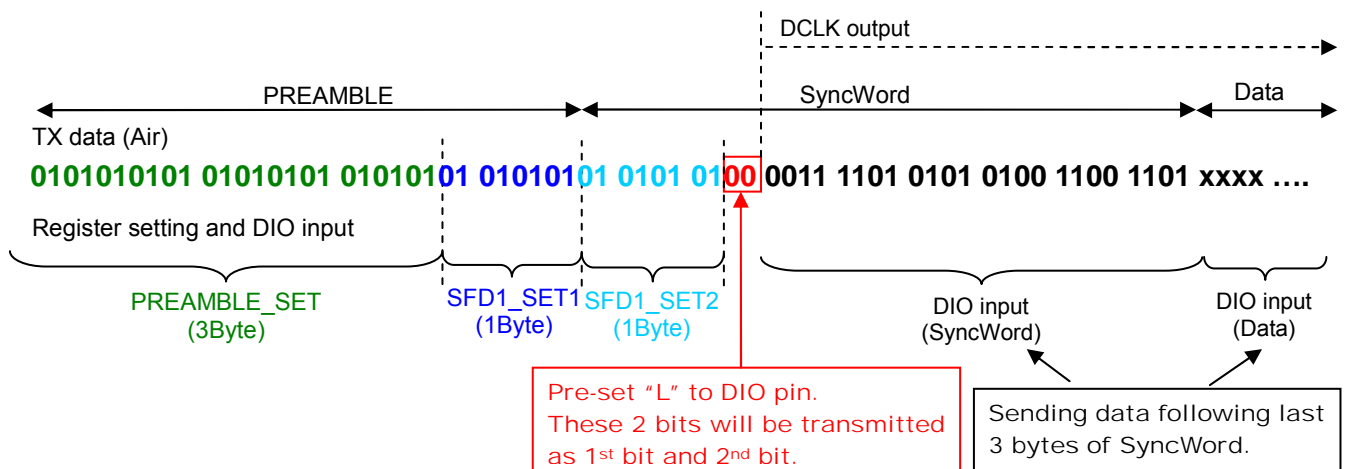 DCLK output
PREAMBLE
SyncWord
Data
TX data (Air)
0101010101 01010101 01010101 01010101 0101 0100 0011 1101 0101 0100 1100 1101 xxxx ....
Register setting and DIO input
PREAMBLE_SET
(3Byte)
SFD1_SET1
(1Byte)
SFD1_SET2
(1Byte)
DIO input
(SyncWord)
DIO input
(Data)
Pre-set "L" to DIO pin.
These 2 bits will be transmitted
as 1st bit and 2nd bit.
Sending data following last
3 bytes of SyncWord.